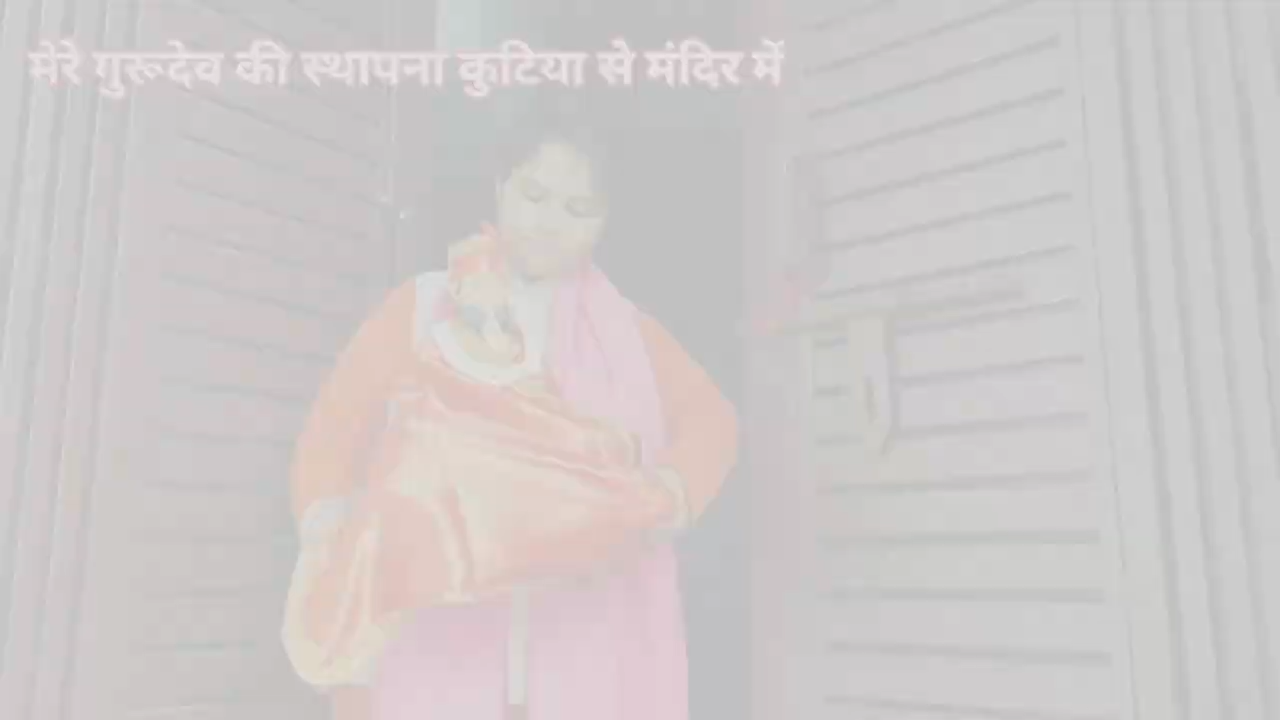 मेरे गुरूदेव की स्थापना कुटिया से मंदिर में